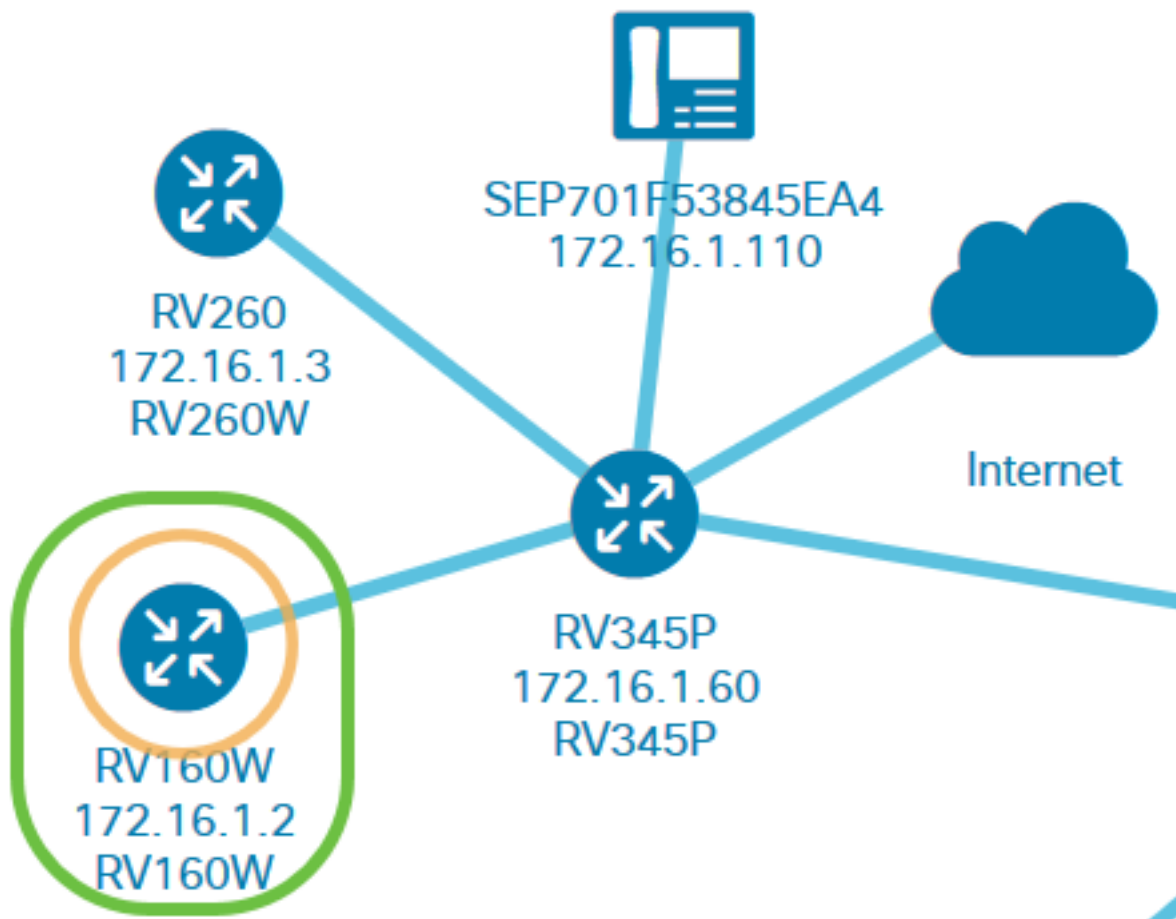 SEP701F53845EA4
172.16.1.110
RV260
172.16.1.3
RV260W
Internet
RV345P
172.16.1.60
RV345P
RV160W
172.16.1.2
RV160W